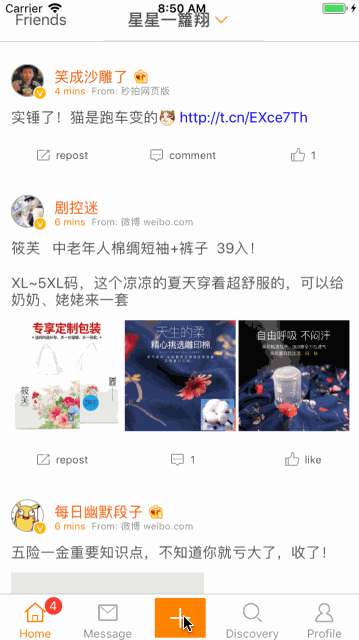 Carrier
8:50 AM
Friends
星星一籮翔
笑成沙雕了
4 mins From: 秒拍网页版
实锤了！猫是跑车变的 http://t.cn/EXce7Th
repost
comment
1
剧控迷
6 mins From: 微博 weibo.com
筱芙 中老年人棉绸短袖+裤子 39入！
XL~5XL码，这个凉凉的夏天穿着超舒服的，可以给
奶奶、姥姥来一套
专享定制包装
筱芙
天生的柔
精心挑选雕印棉
自由呼吸 不闷汗
repost
1
like
每日幽默段子
6 mins From: 微博 weibo.com
五险一金重要知识点，不知道你就亏大了，收了！
4
Home
Message
Discovery
Profile